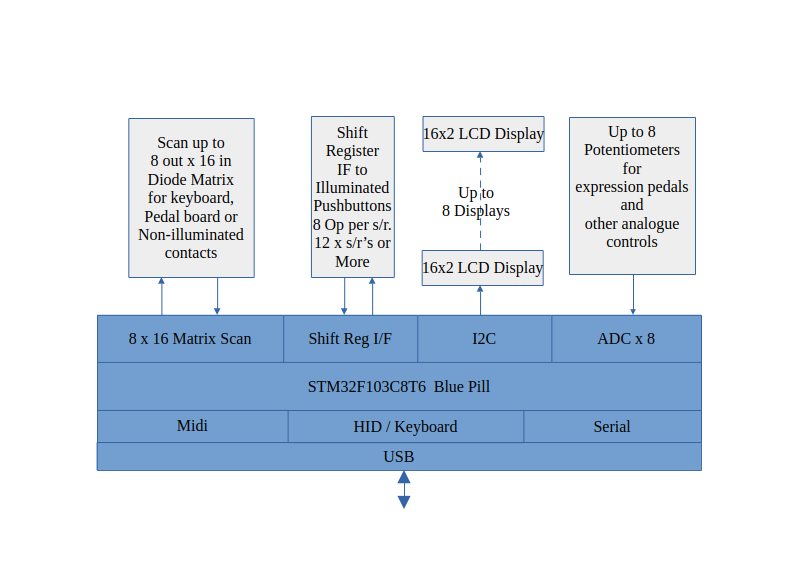 Scan up to
8 out x 16 in
Diode Matrix
for keyboard,
Pedal board or
Non-illuminated
contacts
Shift
Register
IF to
Illuminated
Pushbuttons
8 Op per s/r.
12 x s/r’s or
More
16x2 LCD Display
Up to
8 Displays
16x2 LCD Display
Up to 8
Potentiometers
for
expression pedals
and
other analogue
controls
8 x 16 Matrix Scan
Shift Reg I/F
I2C
ADC x 8
STM32F103C8T6 Blue Pill
Midi
HID / Keyboard
Serial
USB